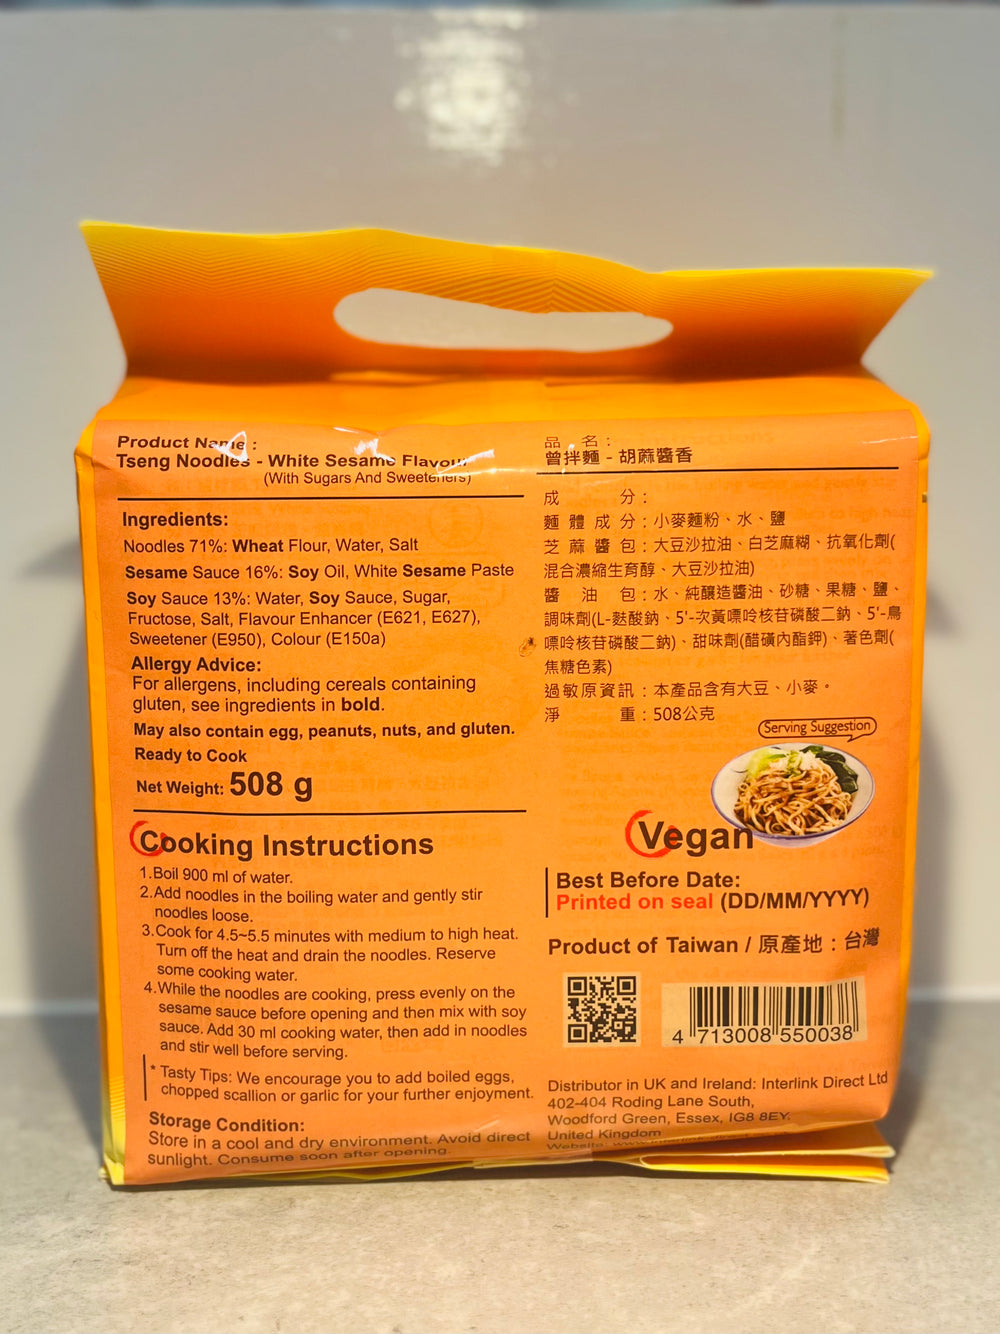 Product Name :
Tseng Noodles - White Sesame Flavour
(With Sugars And Sweeteners)
Ingredients:
Noodles 71%: Wheat Flour, Water, Salt
Sesame Sauce 16%: Soy Oil, White Sesame Paste
Soy Sauce 13%: Water, Soy Sauce, Sugar,
Fructose, Salt, Flavour Enhancer (E621, E627),
Sweetener (E950), Colour (E150a)
Allergy Advice:
For allergens, including cereals containing
gluten, see ingredients in bold.
May also contain egg, peanuts, nuts, and gluten.
Ready to Cook
Net Weight: 508 g
Cooking Instructions
1.Boil 900 ml of water.
2.Add noodles in the boiling water and gently stir
noodles loose.
3.Cook for 4.5~5.5 minutes with medium to high heat.
Turn off the heat and drain the noodles. Reserve
some cooking water.
4.While the noodles are cooking, press evenly on the
sesame sauce before opening and then mix with soy
sauce. Add 30 ml cooking water, then add in noodles
and stir well before serving.
* Tasty Tips: We encourage you to add boiled eggs,
chopped scallion or garlic for your further enjoyment.
Storage Condition:
Store in a cool and dry environment. Avoid direct
sunlight. Consume soon after opening.
品 名：
曾拌麵 - 胡蔴醬香
成 分：
麵 體 成 分：小麥麵粉、水、鹽
芝 蔴 醬 包：大豆沙拉油、白芝麻糊、抗氧化劑(
混合濃縮生育醇、大豆沙拉油)
醬 油 包：水、純釀造醬油、砂糖、果糖、鹽、
調味劑(L-麩酸鈉、5'-次黃嘌呤核苷磷酸二鈉、5'-鳥
嘌呤核苷磷酸二鈉)、甜味劑(醋磺內酯鉀)、著色劑(
焦糖色素)
過敏原資訊：本產品含有大豆、小麥。
淨 重：508公克
Serving Suggestion
Vegan
Best Before Date:
Printed on seal (DD/MM/YYYY)
Product of Taiwan / 原產地：台灣
4 713008 550038
Distributor in UK and Ireland: Interlink Direct Ltd
402-404 Roding Lane South,
Woodford Green, Essex, IG8 8EY.
United Kingdom
Website: